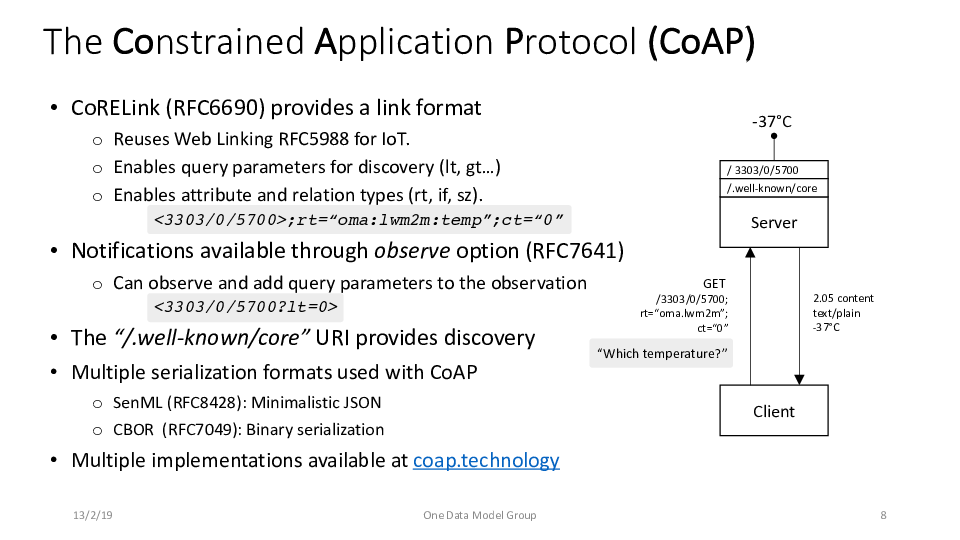 The Constrained Application Protocol (CoAP)
• CoRELink (RFC6690) provides a link format
o Reuses Web Linking RFC5988 for IoT.
o Enables query parameters for discovery (lt, gt…)
o Enables attribute and relation types (rt, if, sz).
<3303/0/5700>;rt=“oma:lwm2m:temp”;ct=“0”
• Notifications available through observe option (RFC7641)
o Can observe and add query parameters to the observation
<3303/0/5700?lt=0>
• The “/.well-known/core” URI provides discovery
• Multiple serialization formats used with CoAP
o SenML (RFC8428): Minimalistic JSON
o CBOR (RFC7049): Binary serialization
• Multiple implementations available at coap.technology
-37°C
/ 3303/0/5700
/.well-known/core
Server
GET
/3303/0/5700;
rt=“oma.lwm2m”;
ct=“0”
“Which temperature?”
2.05 content
text/plain
-37°C
Client
13/2/19
One Data Model Group
8